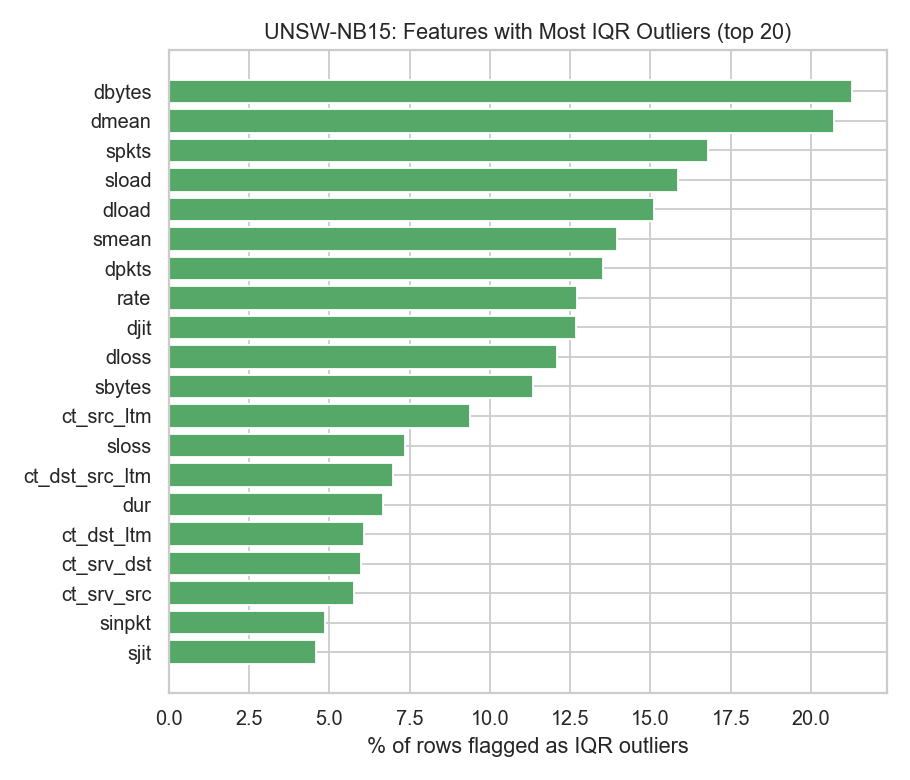 UNSW-NB15: Features with Most IQR Outliers (top 20)
dbytes
dmean
spkts
sload
dload
smean
dpkts
rate
djit
dloss
sbytes
ct_src_ltm
sloss
ct_dst_src_ltm
dur
ct_dst_ltm
ct_srv_dst
ct_srv_src
sinpkt
sjit
0.0 2.5 5.0 7.5 10.0 12.5 15.0 17.5 20.0
% of rows flagged as IQR outliers